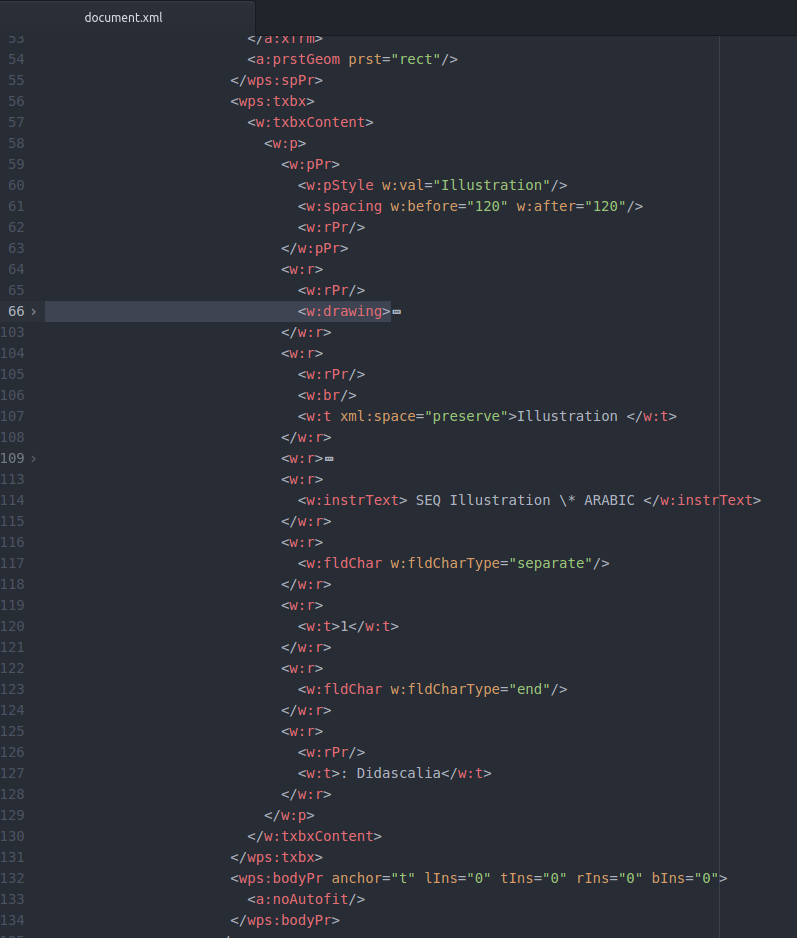 document.xml
53 </a:xfrm>
54 <a:prstGeom prst="rect"/>
55 </wps:spPr>
56 <wps:txbx>
57 <w:txbxContent>
58 <w:p>
59 <w:pPr>
60 <w:pStyle w:val="Illustration"/>
61 <w:spacing w:before="120" w:after="120"/>
62 <w:rPr/>
63 </w:pPr>
64 <w:r>
65 <w:rPr/>
66 <w:drawing>
103 </w:r>
104 <w:r>
105 <w:rPr/>
106 <w:br/>
107 <w:t xml:space="preserve">Illustration </w:t>
108 </w:r>
109 <w:r>
113 <w:r>
114 <w:instrText> SEQ Illustration \* ARABIC </w:instrText>
115 </w:r>
116 <w:r>
117 <w:fldChar w:fldCharType="separate"/>
118 </w:r>
119 <w:r>
120 <w:t>1</w:t>
121 </w:r>
122 <w:r>
123 <w:fldChar w:fldCharType="end"/>
124 </w:r>
125 <w:r>
126 <w:rPr/>
127 <w:t>: Didascalia</w:t>
128 </w:r>
129 </w:p>
130 </w:txbxContent>
131 </wps:txbx>
132 <wps:bodyPr anchor="t" lIns="0" tIns="0" rIns="0" bIns="0">
133 <a:noAutofit/>
134 </wps:bodyPr>